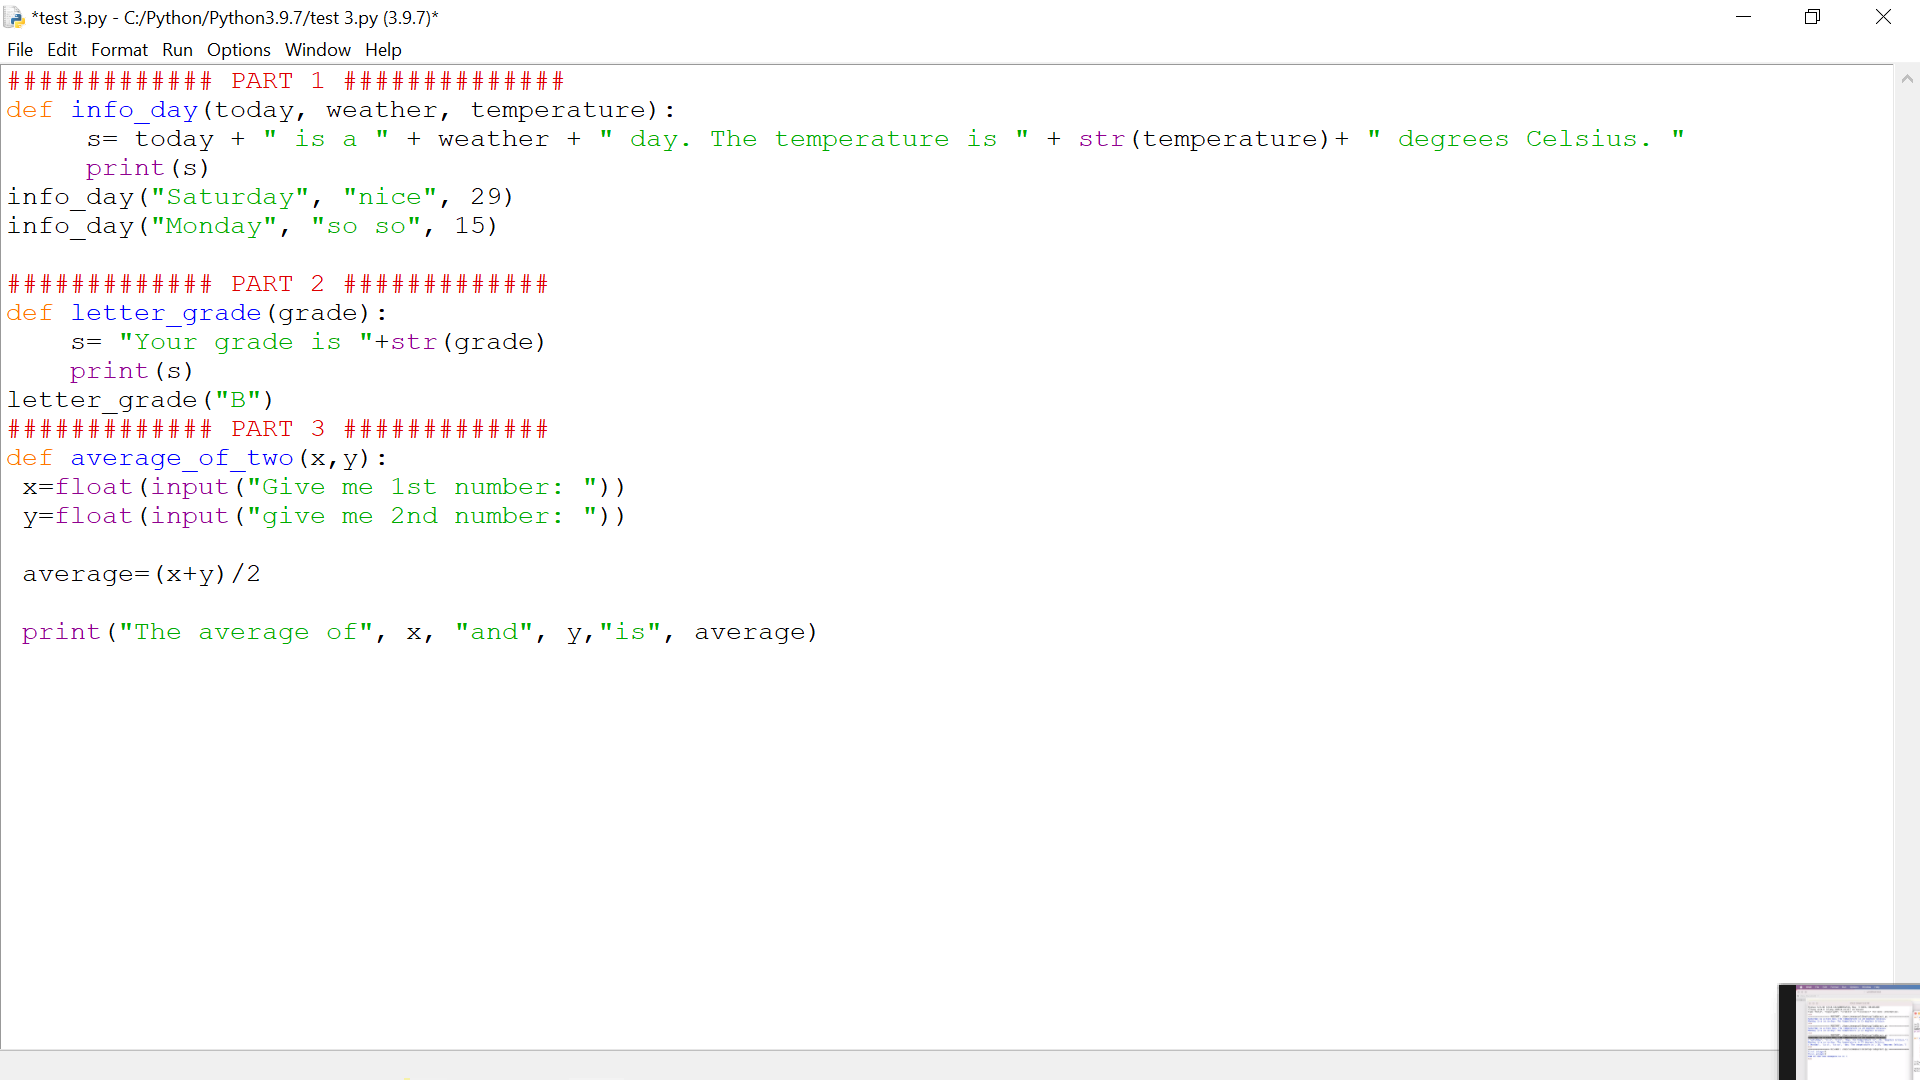 *test 3.py - C:/Python/Python3.9.7/test 3.py (3.9.7)*
File Edit Format Run Options Window Help
############# PART 1 ##############
def info_day(today, weather, temperature):
     s= today + " is a " + weather + " day. The temperature is " + str(temperature)+ " degrees Celsius. "
     print(s)
info_day("Saturday", "nice", 29)
info_day("Monday", "so so", 15)
############# PART 2 #############
def letter_grade(grade):
    s= "Your grade is "+str(grade)
    print(s)
letter_grade("B")
############# PART 3 #############
def average_of_two(x,y):
 x=float(input("Give me 1st number: "))
 y=float(input("give me 2nd number: "))
 average=(x+y)/2
 print("The average of", x, "and", y,"is", average)